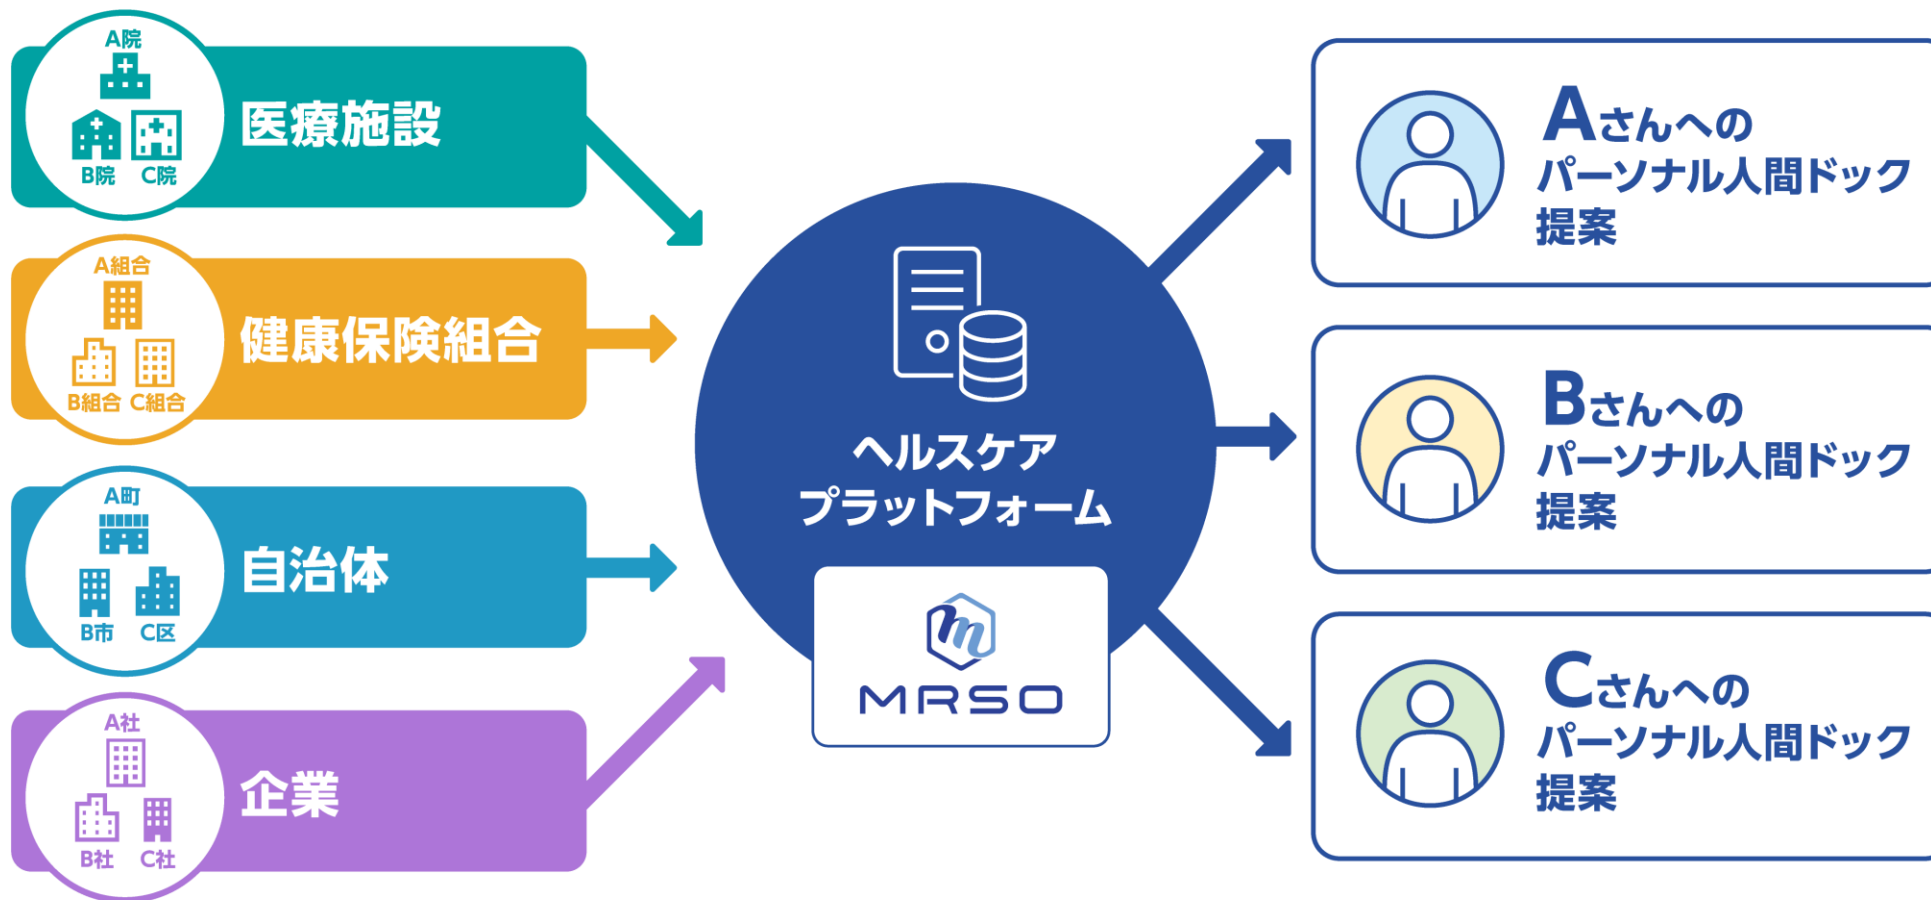 A院
B院 C院
医療施設
A組合
B組合 C組合
健康保険組合
A町
B市 C区
自治体
A社
B社 C社
企業
ヘルスケア
プラットフォーム
m
MRSO
Aさんへの
パーソナル人間ドック
提案
Bさんへの
パーソナル人間ドック
提案
Cさんへの
パーソナル人間ドック
提案